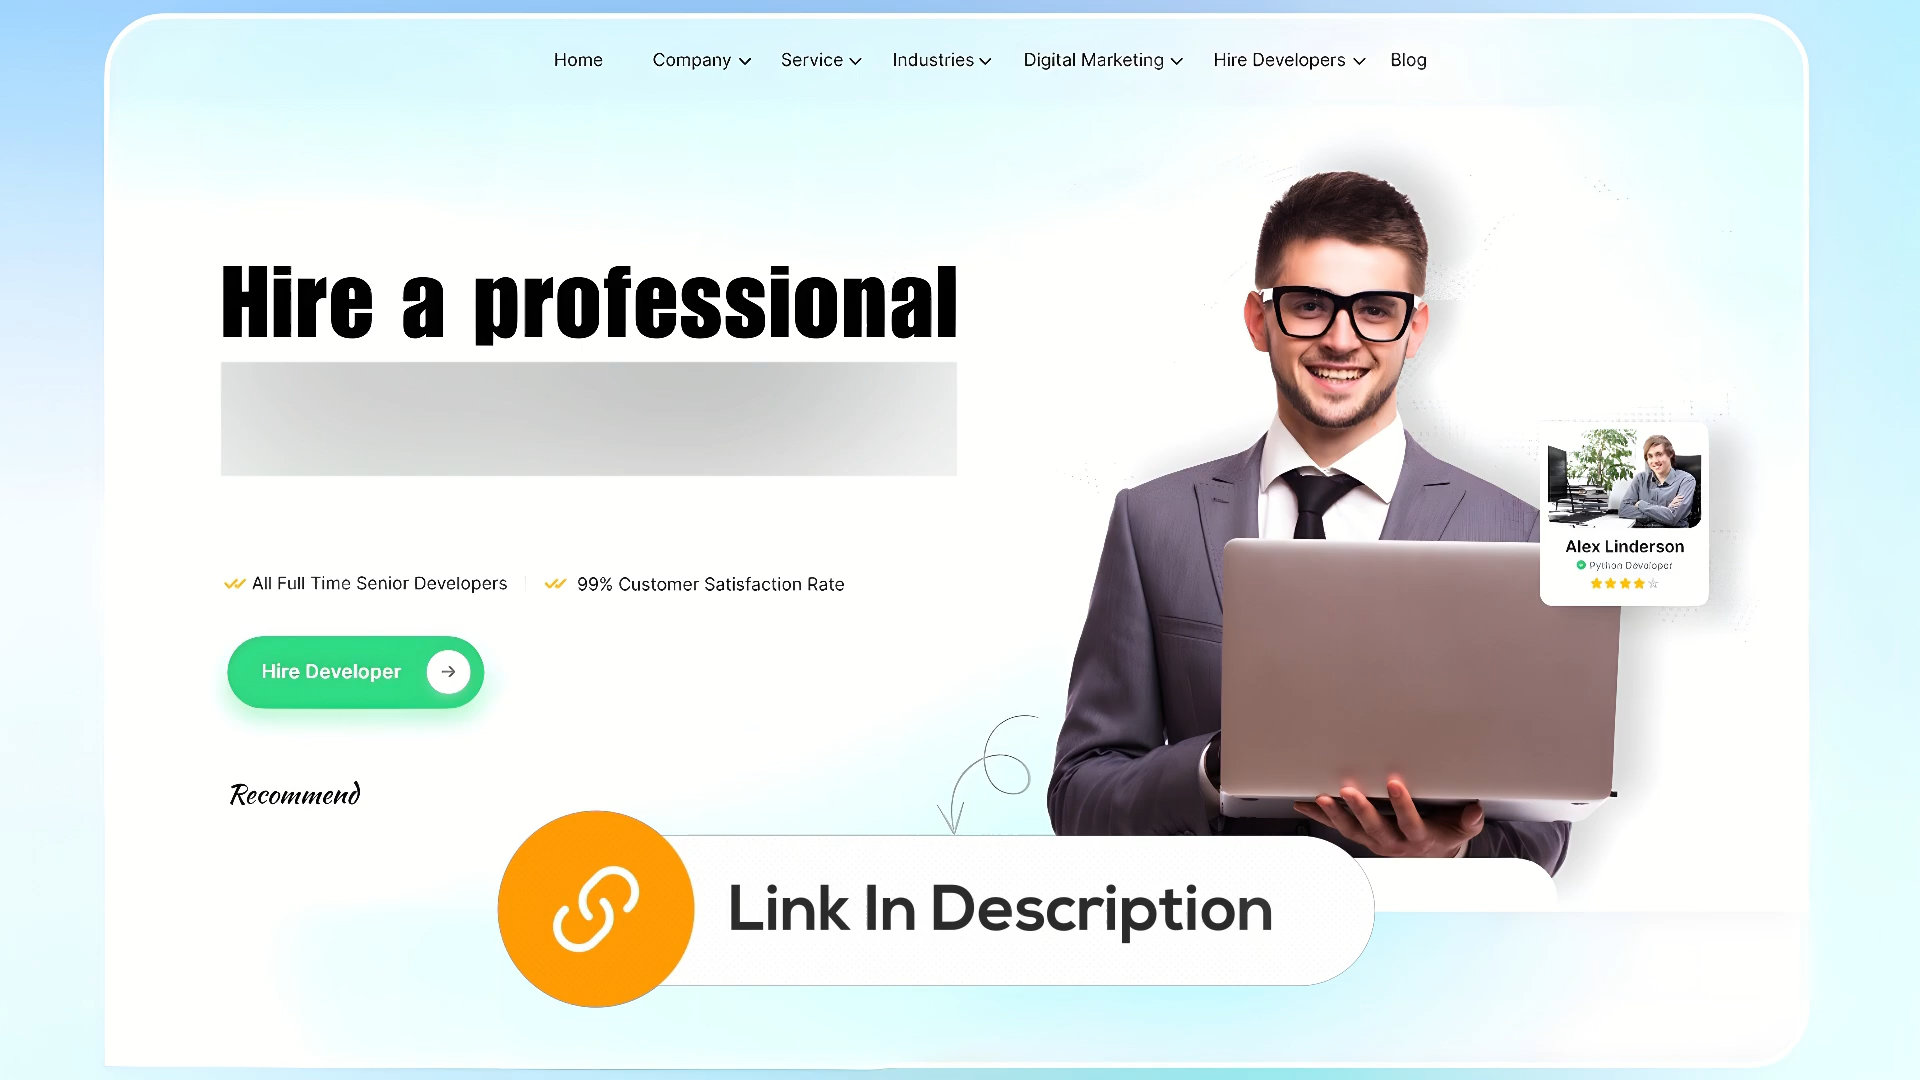 Home Company Service Industries Digital Marketing Hire Developers Blog
Hire a professional
Alex Linderson
Python Developer
All Full Time Senior Developers
99% Customer Satisfaction Rate
Hire Developer
Recommend
Link In Description